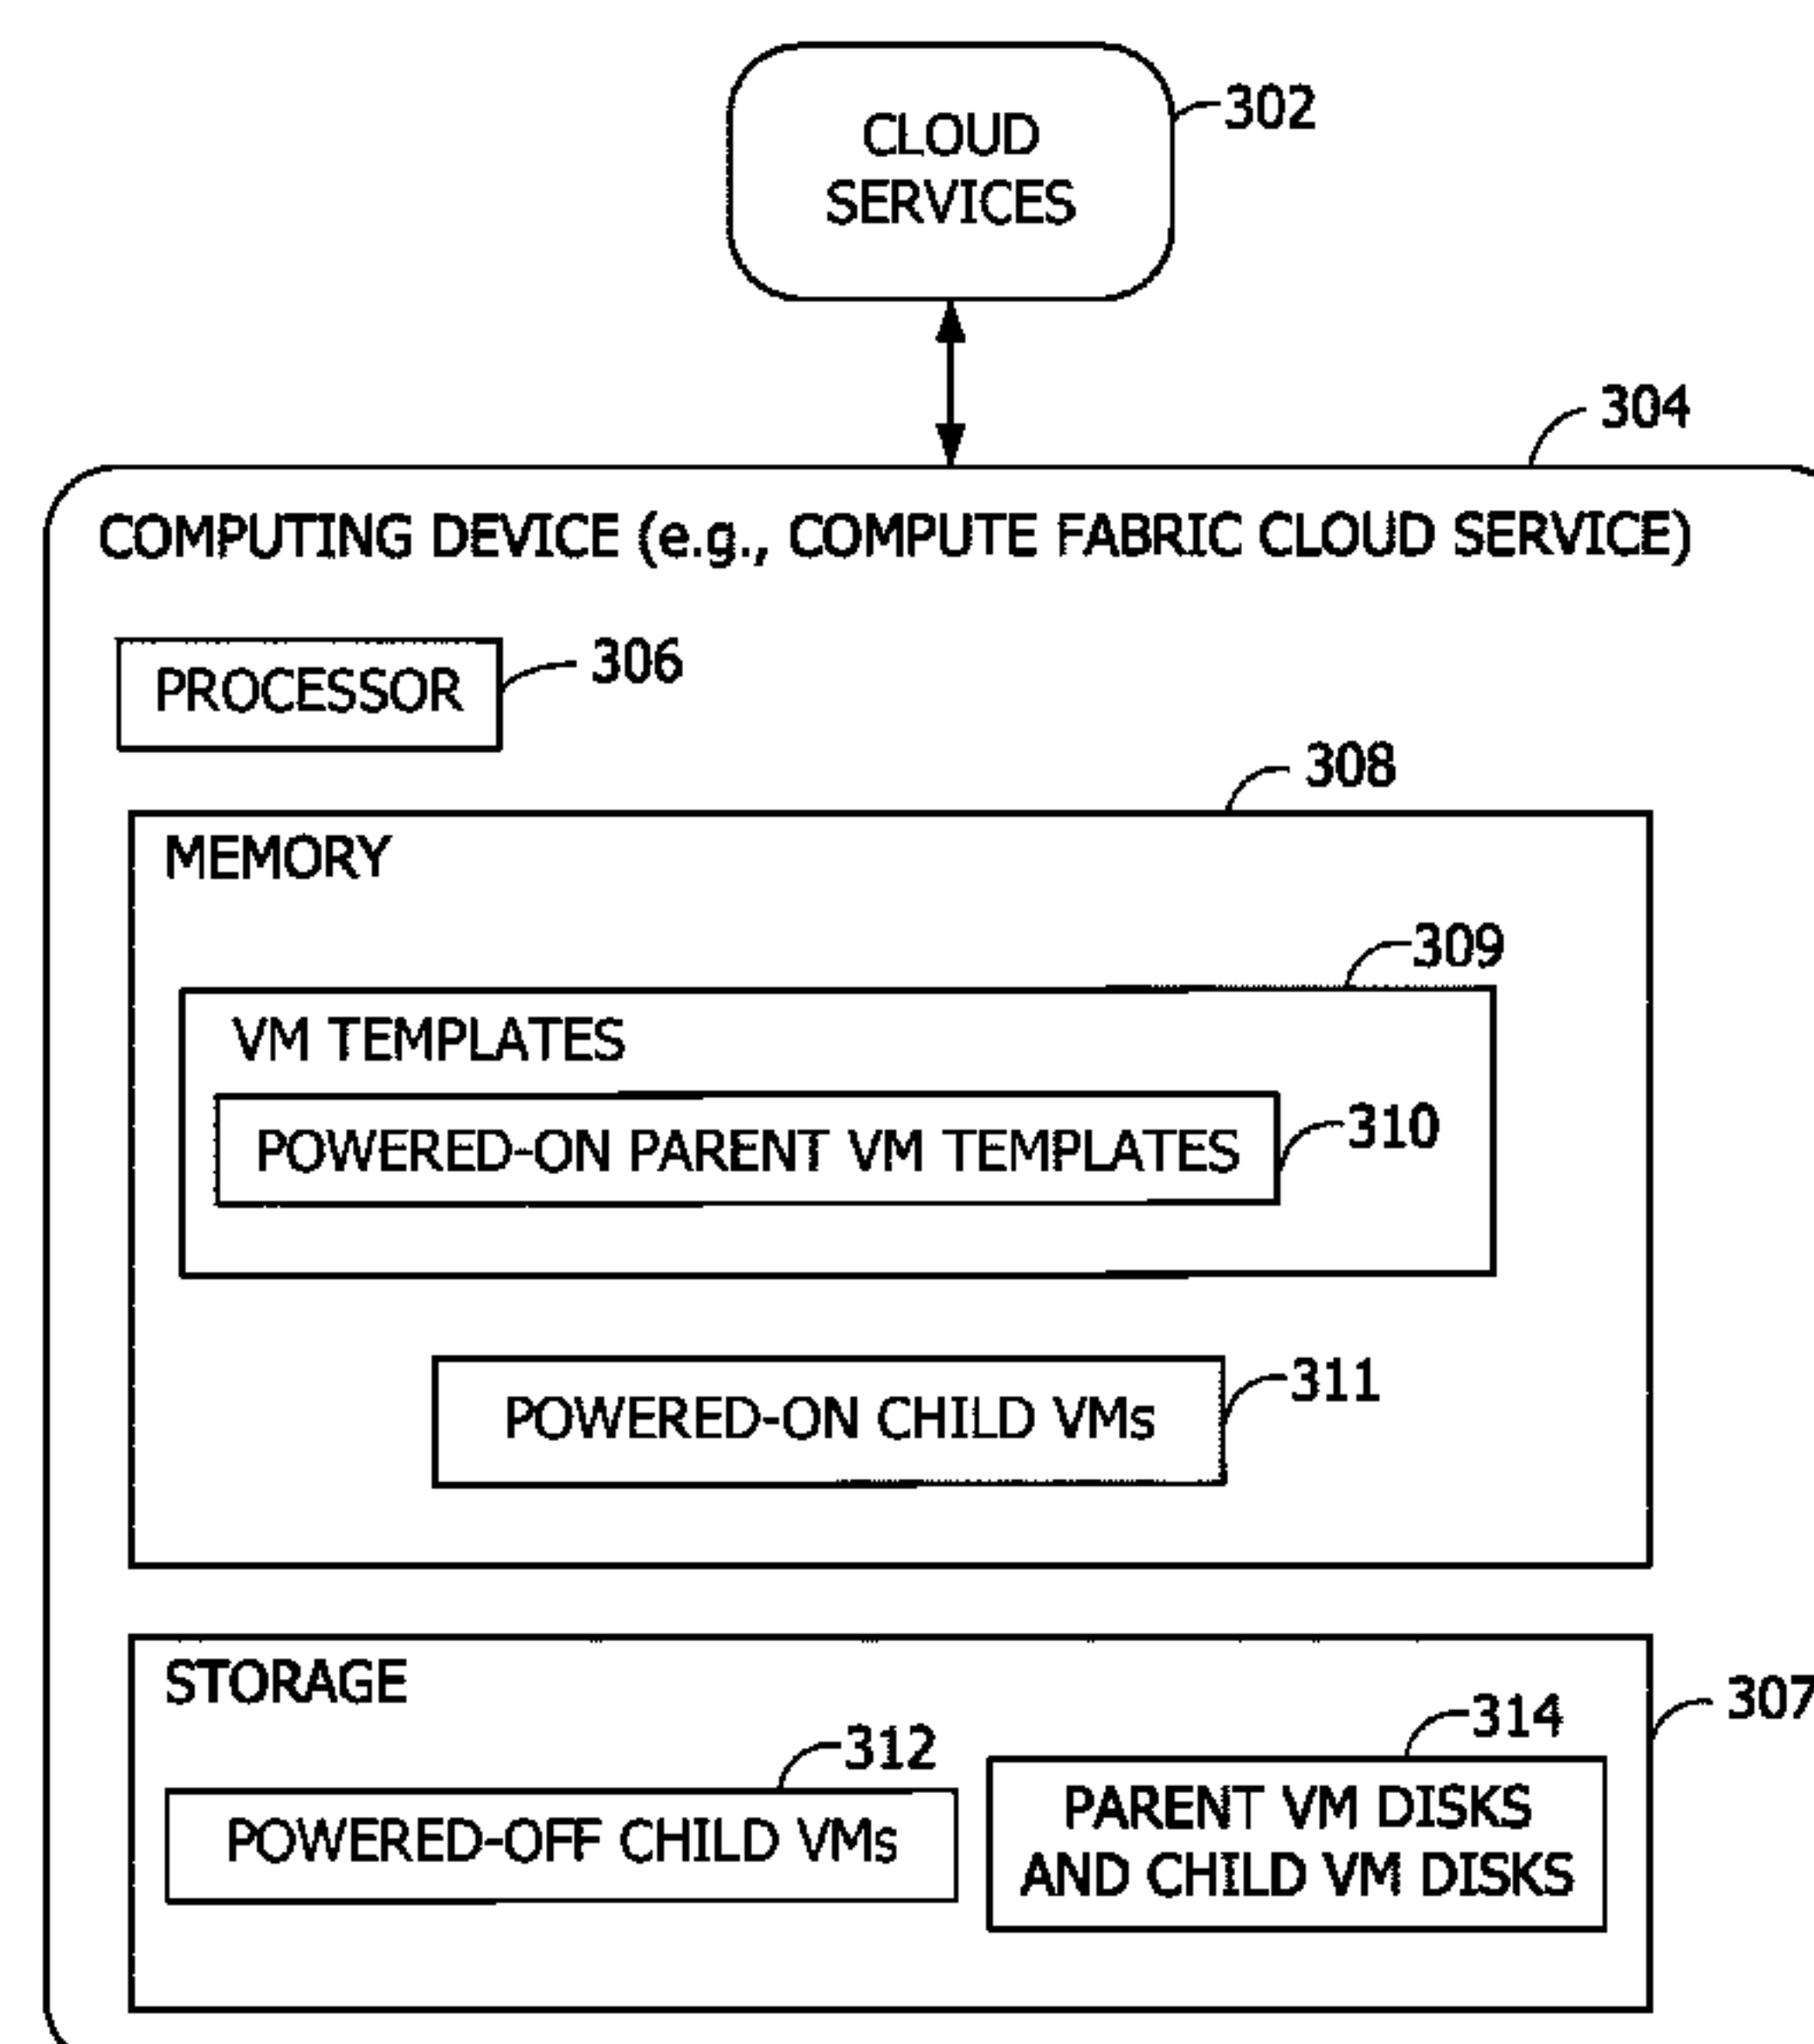 CLOUD
SERVICES
302
304
COMPUTING DEVICE (e.g., COMPUTE FABRIC CLOUD SERVICE)
PROCESSOR
306
308
MEMORY
309
VM TEMPLATES
POWERED-ON PARENT VM TEMPLATES
310
POWERED-ON CHILD VMs
311
STORAGE
307
312
314
POWERED-OFF CHILD VMs
PARENT VM DISKS
AND CHILD VM DISKS